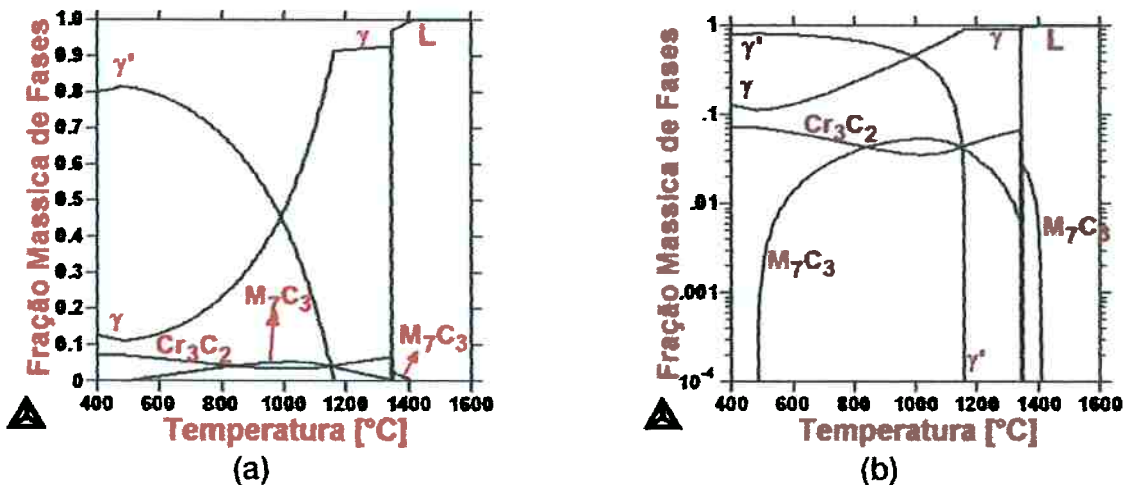 Fração Massica de Fases
1.0
0.9
0.8
0.7
0.6
0.5
0.4
0.3
0.2
0.1
0
γ'
γ
L
γ
M7C3
Cr3C2
M7C3
400 600 800 1000 1200 1400 1600
Temperatura [°C]
(a)
Fração Massica de Fases
1
.1
.01
.001
10-4
γ'
γ
L
γ
Cr3C2
M7C3
M7C3
γ'
400 600 800 1000 1200 1400 1600
Temperatura [°C]
(b)